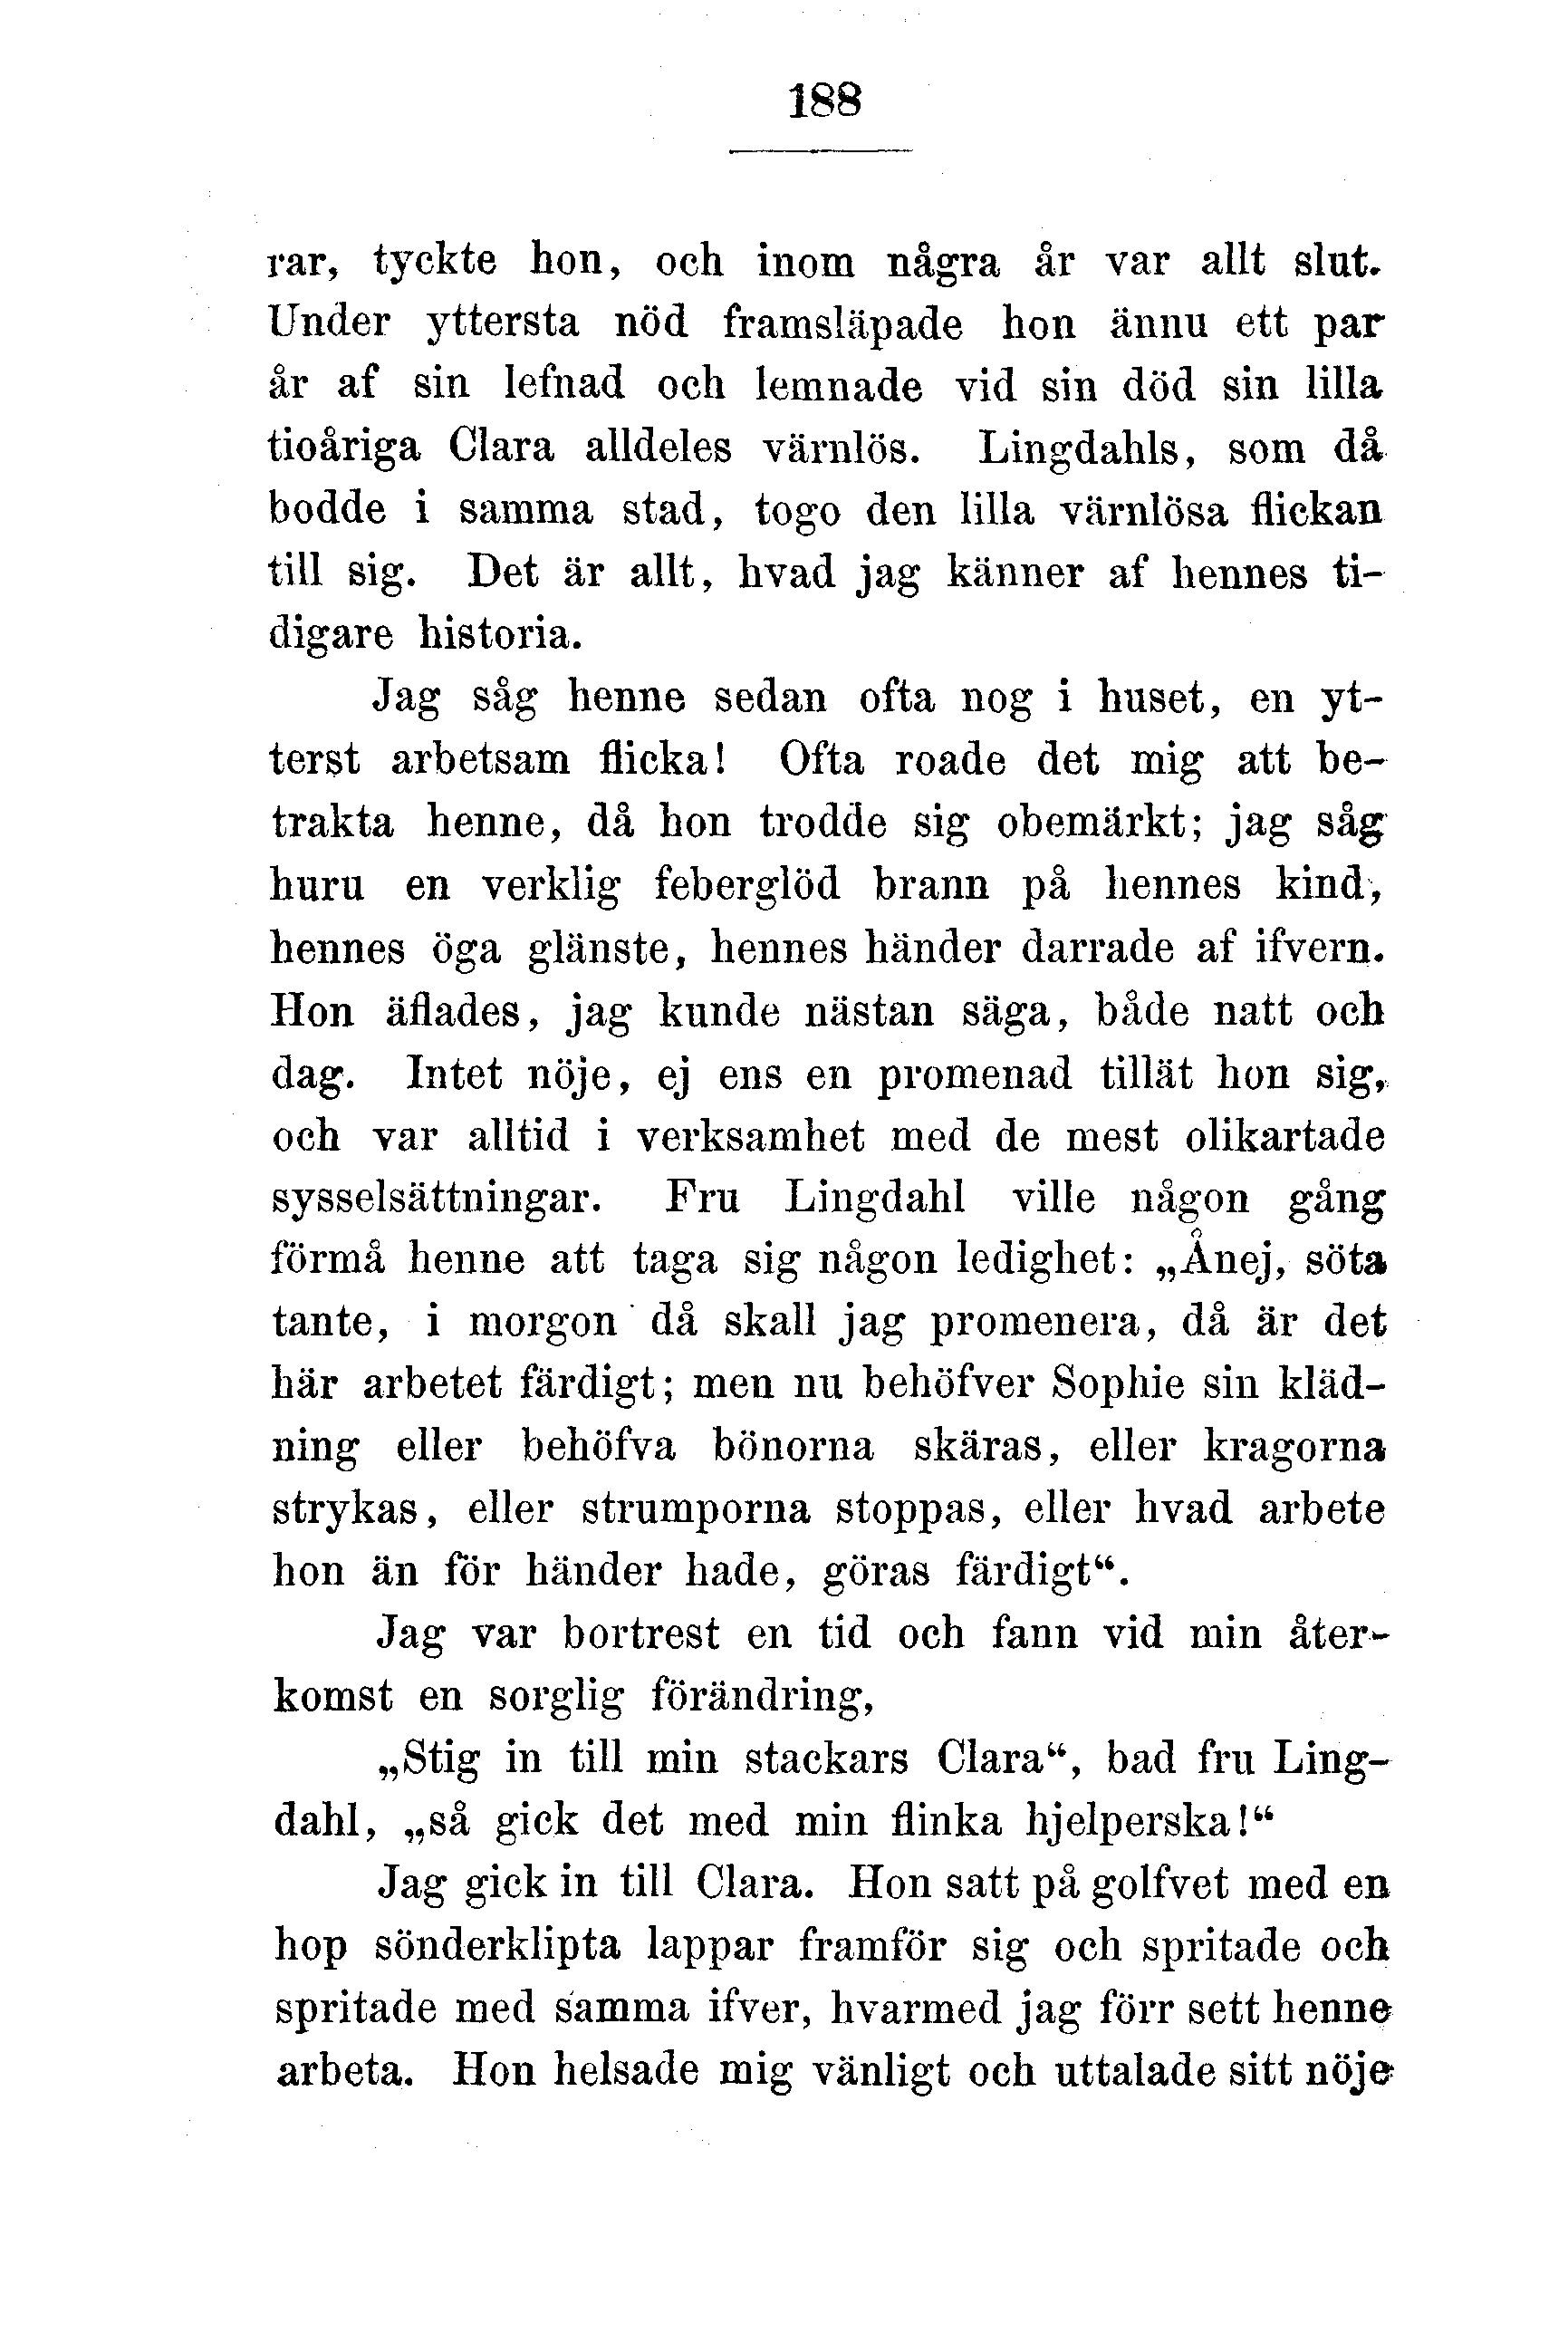 188
rar, tyckte hon, och inom några år var allt slut.
Under yttersta nöd framsläpade hon ännu ett par
år af sin lefnad och lemnade vid sin död sin lilla
tioåriga Clara alldeles värnlös. Lingdahls, som då
bodde i samma stad, togo den lilla värnlösa flickan
till sig. Det är allt, hvad jag känner af hennes ti-
digare historia.
Jag såg henne sedan ofta nog i huset, en yt-
terst arbetsam flicka! Ofta roade det mig att be-
trakta henne, då hon trodde sig obemärkt; jag såg
huru en verklig feberglöd brann på hennes kind,
hennes öga glänste, hennes händer darrade af ifvern.
Hon äflades, jag kunde nästan säga, både natt och
dag. Intet nöje, ej ens en promenad tillät hon sig,
och var alltid i verksamhet med de mest olikartade
sysselsättningar. Fru Lingdahl ville någon gång
förmå henne att taga sig någon ledighet: „Ånej, söta
tante, i morgon då skall jag promenera, då är det
här arbetet färdigt; men nu behöfver Sophie sin kläd-
ning eller behöfva bönorna skäras, eller kragorna
strykas, eller strumporna stoppas, eller hvad arbete
hon än för händer hade, göras färdigt“.
Jag var bortrest en tid och fann vid min åter-
komst en sorglig förändring,
„Stig in till min stackars Clara“, bad fru Ling-
dahl, „så gick det med min flinka hjelperska!“
Jag gick in till Clara. Hon satt på golfvet med en
hop sönderklipta lappar framför sig och spritade och
spritade med samma ifver, hvarmed jag förr sett henne
arbeta. Hon helsade mig vänligt och uttalade sitt nöje